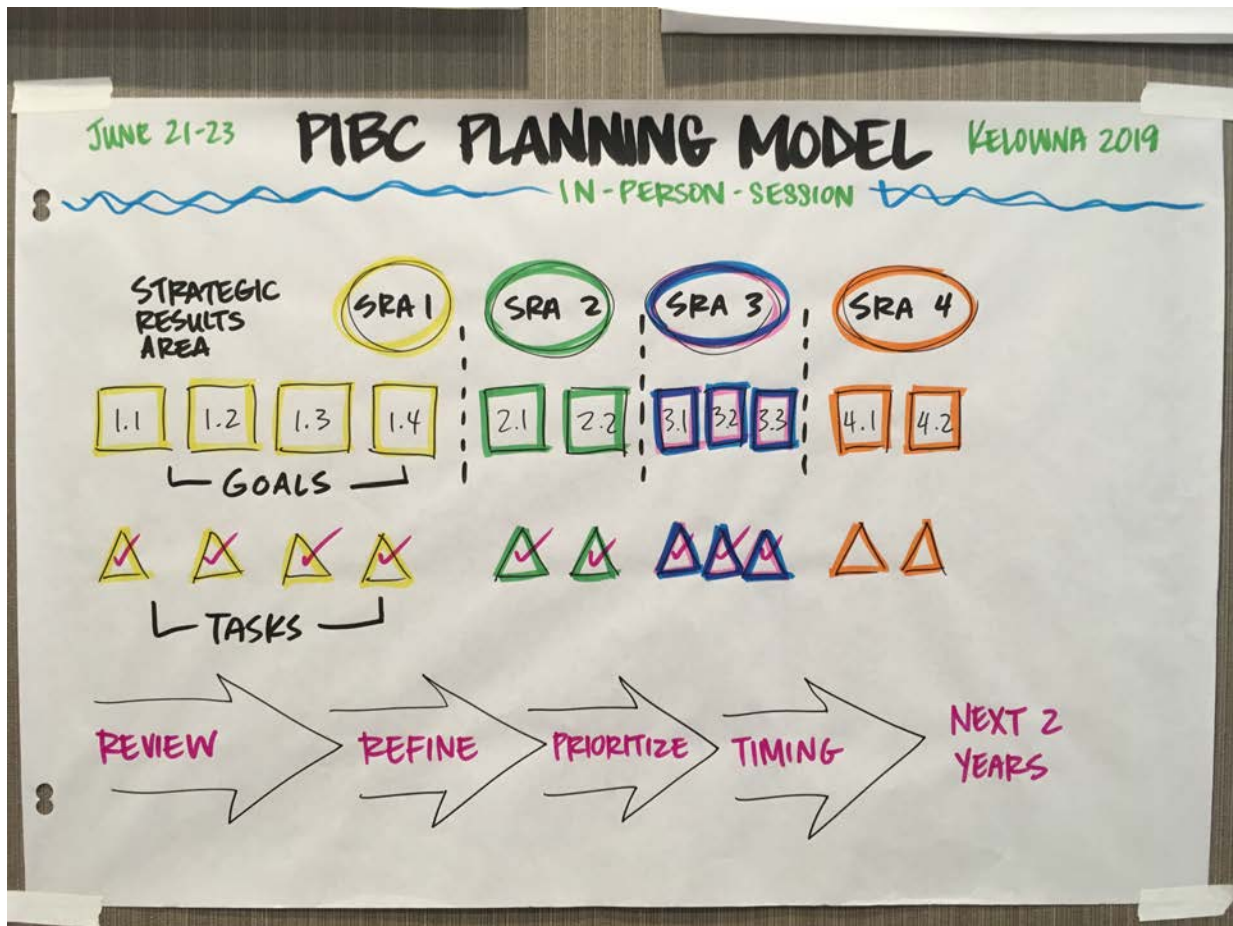 JUNE 21-23 PIBC PLANNING MODEL KELOWNA 2019
IN-PERSON-SESSION
STRATEGIC
RESULTS
AREA
SRA 1 SRA 2 SRA 3 SRA 4
1.1 1.2 1.3 1.4 2.1 2.2 3.1 3.2 3.3 4.1 4.2
GOALS
TASKS
REVIEW REFINE PRIORITIZE TIMING
NEXT 2
YEARS